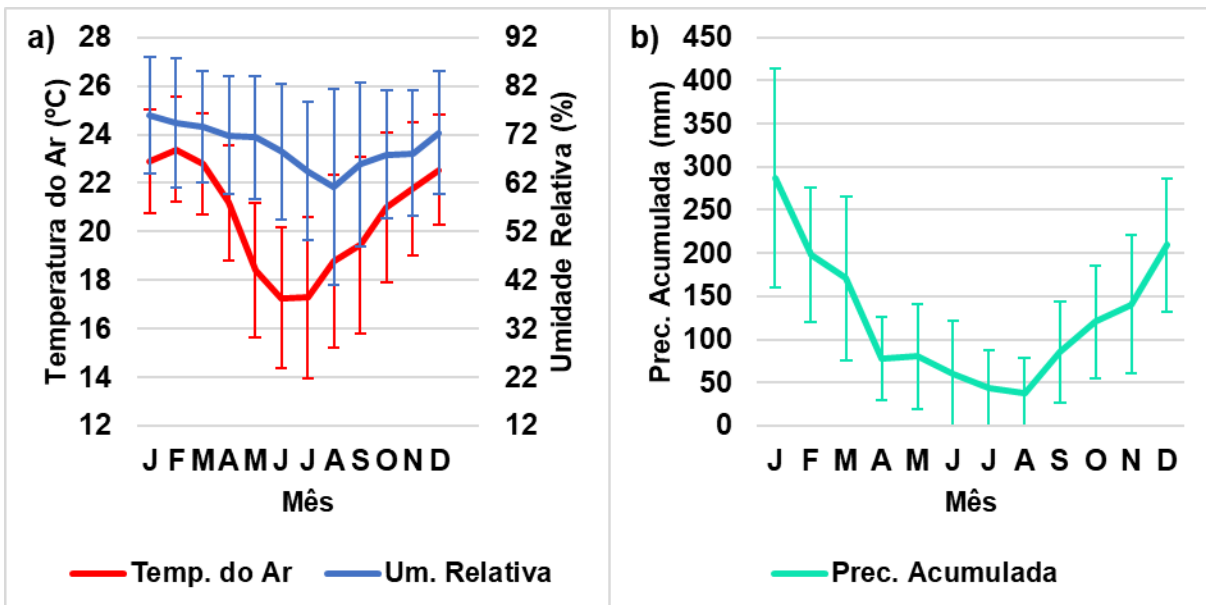 a)
Temperatura do Ar (ºC)
28
26
24
22
20
18
16
14
12
92
82
72
62
52
42
32
22
12
Umidade Relativa (%)
J F M A M J J A S O N D
Mês
Temp. do Ar
Um. Relativa
b)
Prec. Acumulada (mm)
450
400
350
300
250
200
150
100
50
0
J F M A M J J A S O N D
Mês
Prec. Acumulada